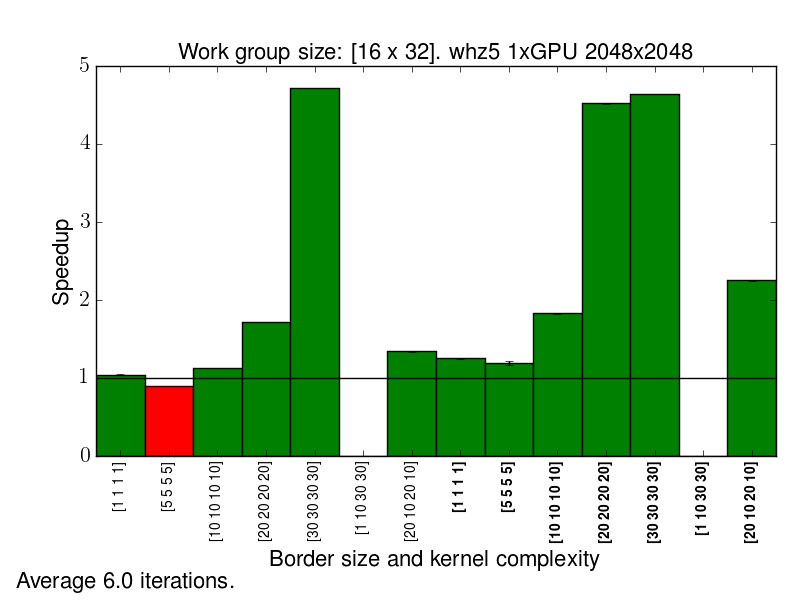 Work group size: [16 x 32]. whz5 1xGPU 2048x2048
5
4
3
2
1
0
Speedup
[1 1 1 1]
[5 5 5 5]
[10 10 10 10]
[20 20 20 20]
[30 30 30 30]
[1 10 30 30]
[20 10 20 10]
[1 1 1 1]
[5 5 5 5]
[10 10 10 10]
[20 20 20 20]
[30 30 30 30]
[1 10 30 30]
[20 10 20 10]
Border size and kernel complexity
Average 6.0 iterations.